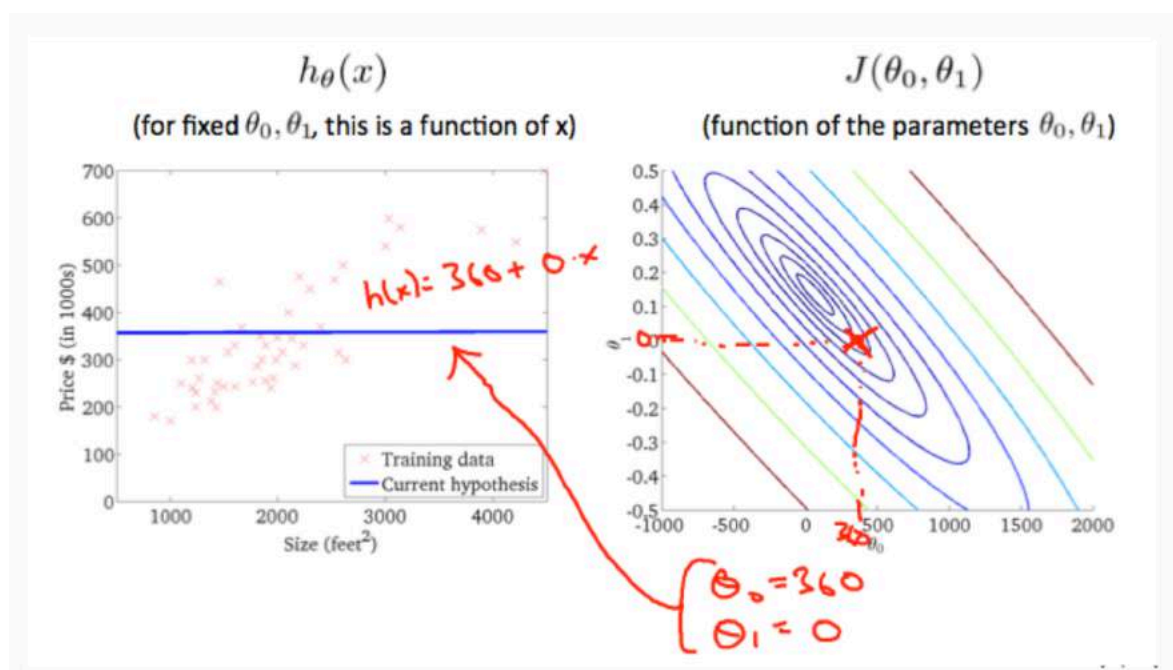 hθ(x)
(for fixed θ0, θ1, this is a function of x)
700
600
500
400
300
200
100
0
Price $ (in 1000s)
h(x) = 360 + 0·x
Training data
Current hypothesis
1000
2000
3000
4000
Size (feet²)
J(θ0, θ1)
(function of the parameters θ0, θ1)
0.5
0.4
0.3
0.2
0.1
0
-0.1
-0.2
-0.3
-0.4
-0.5
θ1
0
-1000
-500
0
500
1000
1500
2000
360
θ0
θ0 = 360
θ1 = 0